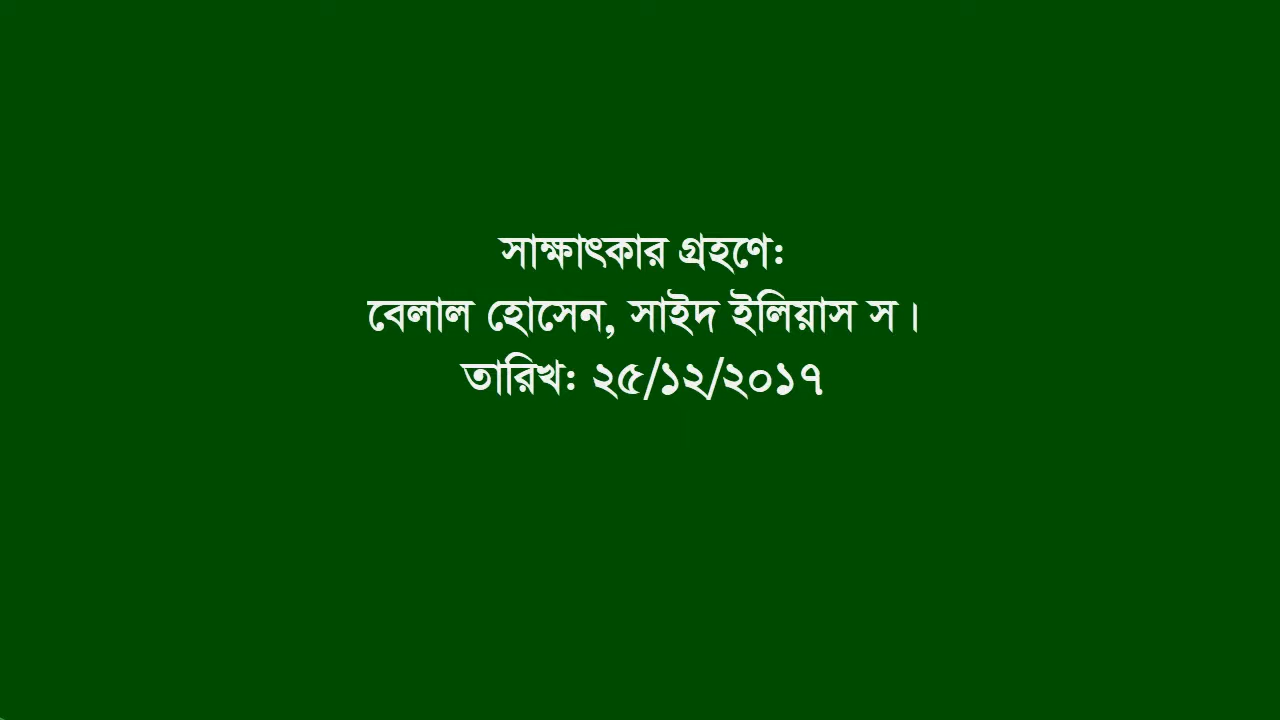 সাক্ষাৎকার গ্রহণে:
বেলাল হোসেন, সাইদ ইলিয়াস স।
তারিখ: ২৫/১২/২০১৭